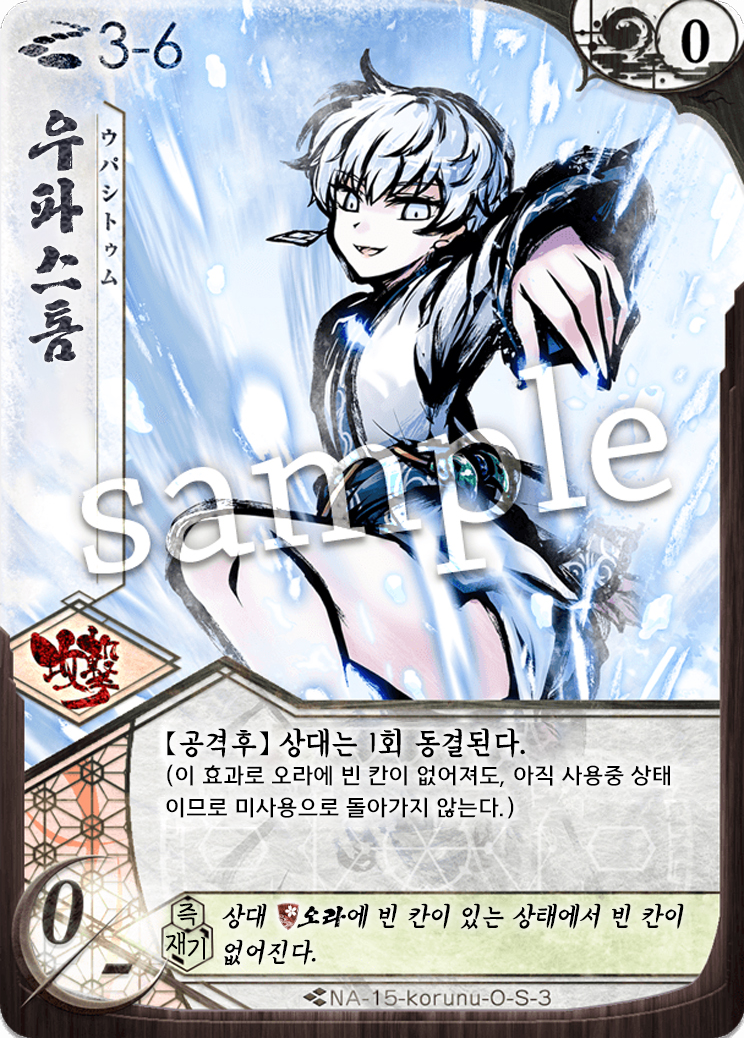 3-6
0
우파스툼
ウパシトゥム
sample
攻撃
【공격후】 상대는 1회 동결된다.
(이 효과로 오라에 빈 칸이 없어져도, 아직 사용중 상태
이므로 미사용으로 돌아가지 않는다.)
0/-
즉
재기
상대 오라에 빈 칸이 있는 상태에서 빈 칸이
없어진다.
NA-15-korunu-O-S-3